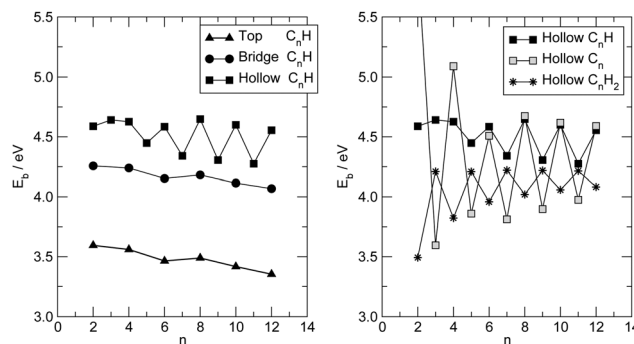 Top C_nH
Bridge C_nH
Hollow C_nH
E_b / eV
5.5
5.0
4.5
4.0
3.5
3.0
0 2 4 6 8 10 12 14
n
Hollow C_nH
Hollow C_n
Hollow C_nH_2
E_b / eV
5.5
5.0
4.5
4.0
3.5
3.0
0 2 4 6 8 10 12 14
n